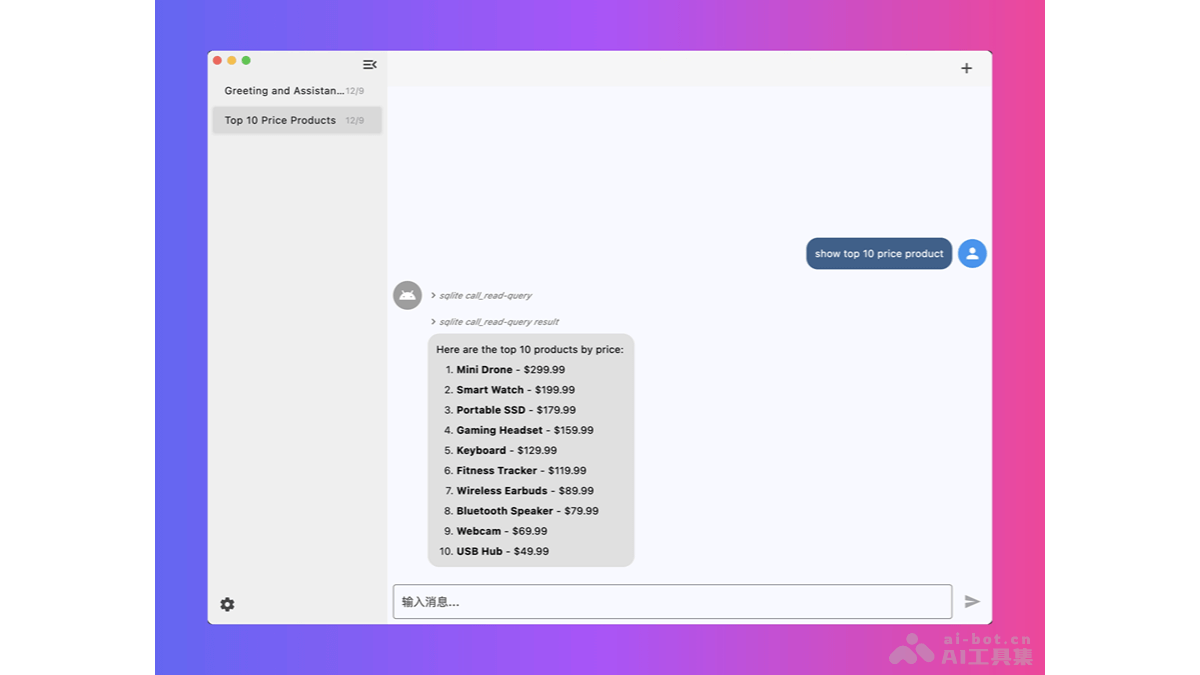 Greeting and Assistan... 12/9
Top 10 Price Products 12/9
show top 10 price product
sqlite call_read-query
sqlite call_read-query result
Here are the top 10 products by price:
1. Mini Drone - $299.99
2. Smart Watch - $199.99
3. Portable SSD - $179.99
4. Gaming Headset - $159.99
5. Keyboard - $129.99
6. Fitness Tracker - $119.99
7. Wireless Earbuds - $89.99
8. Bluetooth Speaker - $79.99
9. Webcam - $69.99
10. USB Hub - $49.99
输入消息...
ai-bot.cn
AI工具集